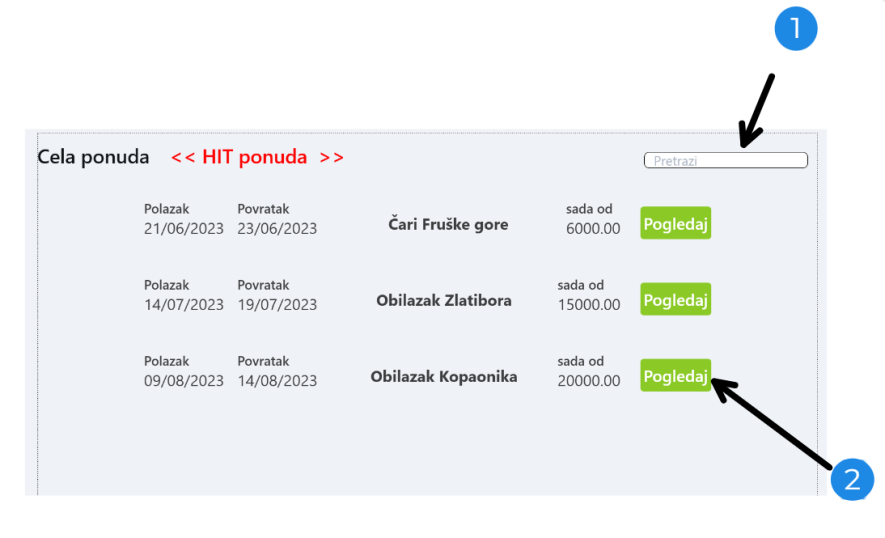 1
Cela ponuda << HIT ponuda >>
Pretrazi
Polazak Povratak sada od
21/06/2023 23/06/2023 Čari Fruške gore 6000.00 Pogledaj
Polazak Povratak sada od
14/07/2023 19/07/2023 Obilazak Zlatibora 15000.00 Pogledaj
Polazak Povratak sada od
09/08/2023 14/08/2023 Obilazak Kopaonika 20000.00 Pogledaj
2